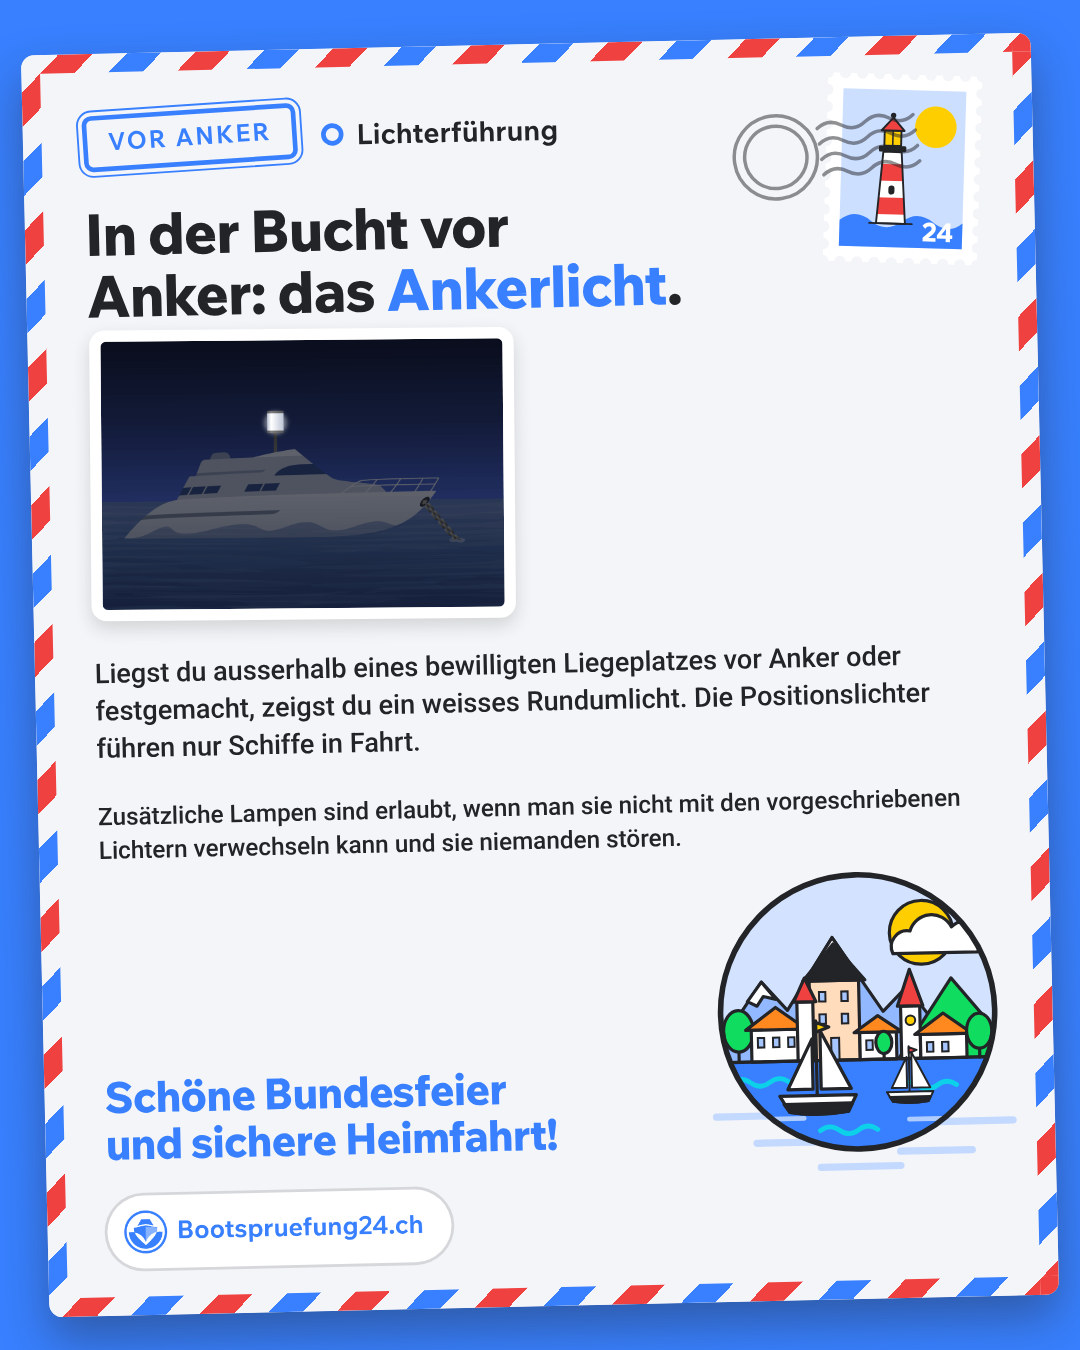 VOR ANKER
Lichterführung
24
In der Bucht vor
Anker: das Ankerlicht.
Liegst du ausserhalb eines bewilligten Liegeplatzes vor Anker oder
festgemacht, zeigst du ein weisses Rundumlicht. Die Positionslichter
führen nur Schiffe in Fahrt.
Zusätzliche Lampen sind erlaubt, wenn man sie nicht mit den vorgeschriebenen
Lichtern verwechseln kann und sie niemanden stören.
Schöne Bundesfeier
und sichere Heimfahrt!
Bootspruefung24.ch